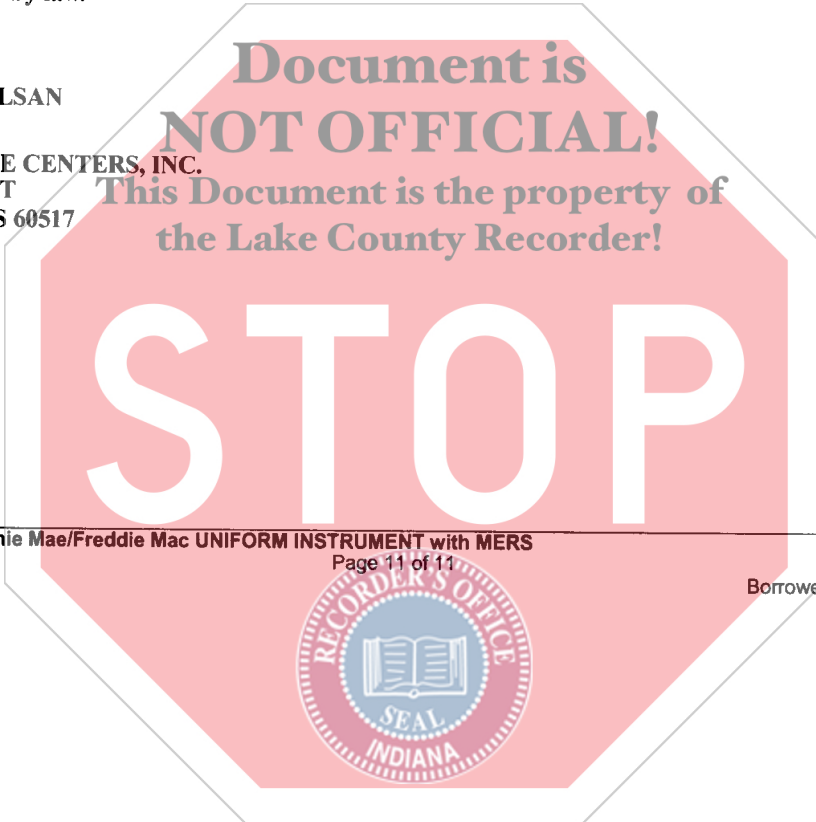 Document is
LSAN
NOT OFFICIAL!
E CENTERS, INC.
T
This Document is the property of
S 60517
the Lake County Recorder!
STOP
nie Mae/Freddie Mac UNIFORM INSTRUMENT with MERS
Page 11 of 11
Borrowe
RECORDER'S OFFICE
SEAL
INDIANA